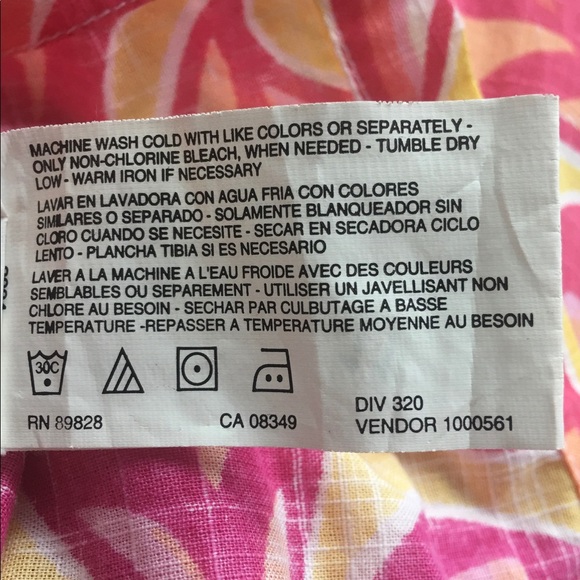 MACHINE WASH COLD WITH LIKE COLORS OR SEPARATELY -
ONLY NON-CHLORINE BLEACH, WHEN NEEDED - TUMBLE DRY
LOW - WARM IRON IF NECESSARY
LAVAR EN LAVADORA CON AGUA FRIA CON COLORES
SIMILARES O SEPARADO - SOLAMENTE BLANQUEADOR SIN
CLORO CUANDO SE NECESITE - SECAR EN SECADORA CICLO
LENTO - PLANCHA TIBIA SI ES NECESARIO
LAVER A LA MACHINE A L'EAU FROIDE AVEC DES COULEURS
SEMBLABLES OU SEPAREMENT - UTILISER UN JAVELLISANT NON
CHLORE AU BESOIN - SECHAR PAR CULBUTAGE A BASSE
TEMPERATURE -REPASSER A TEMPERATURE MOYENNE AU BESOIN
30C
RN 89828
CA 08349
DIV 320
VENDOR 1000561